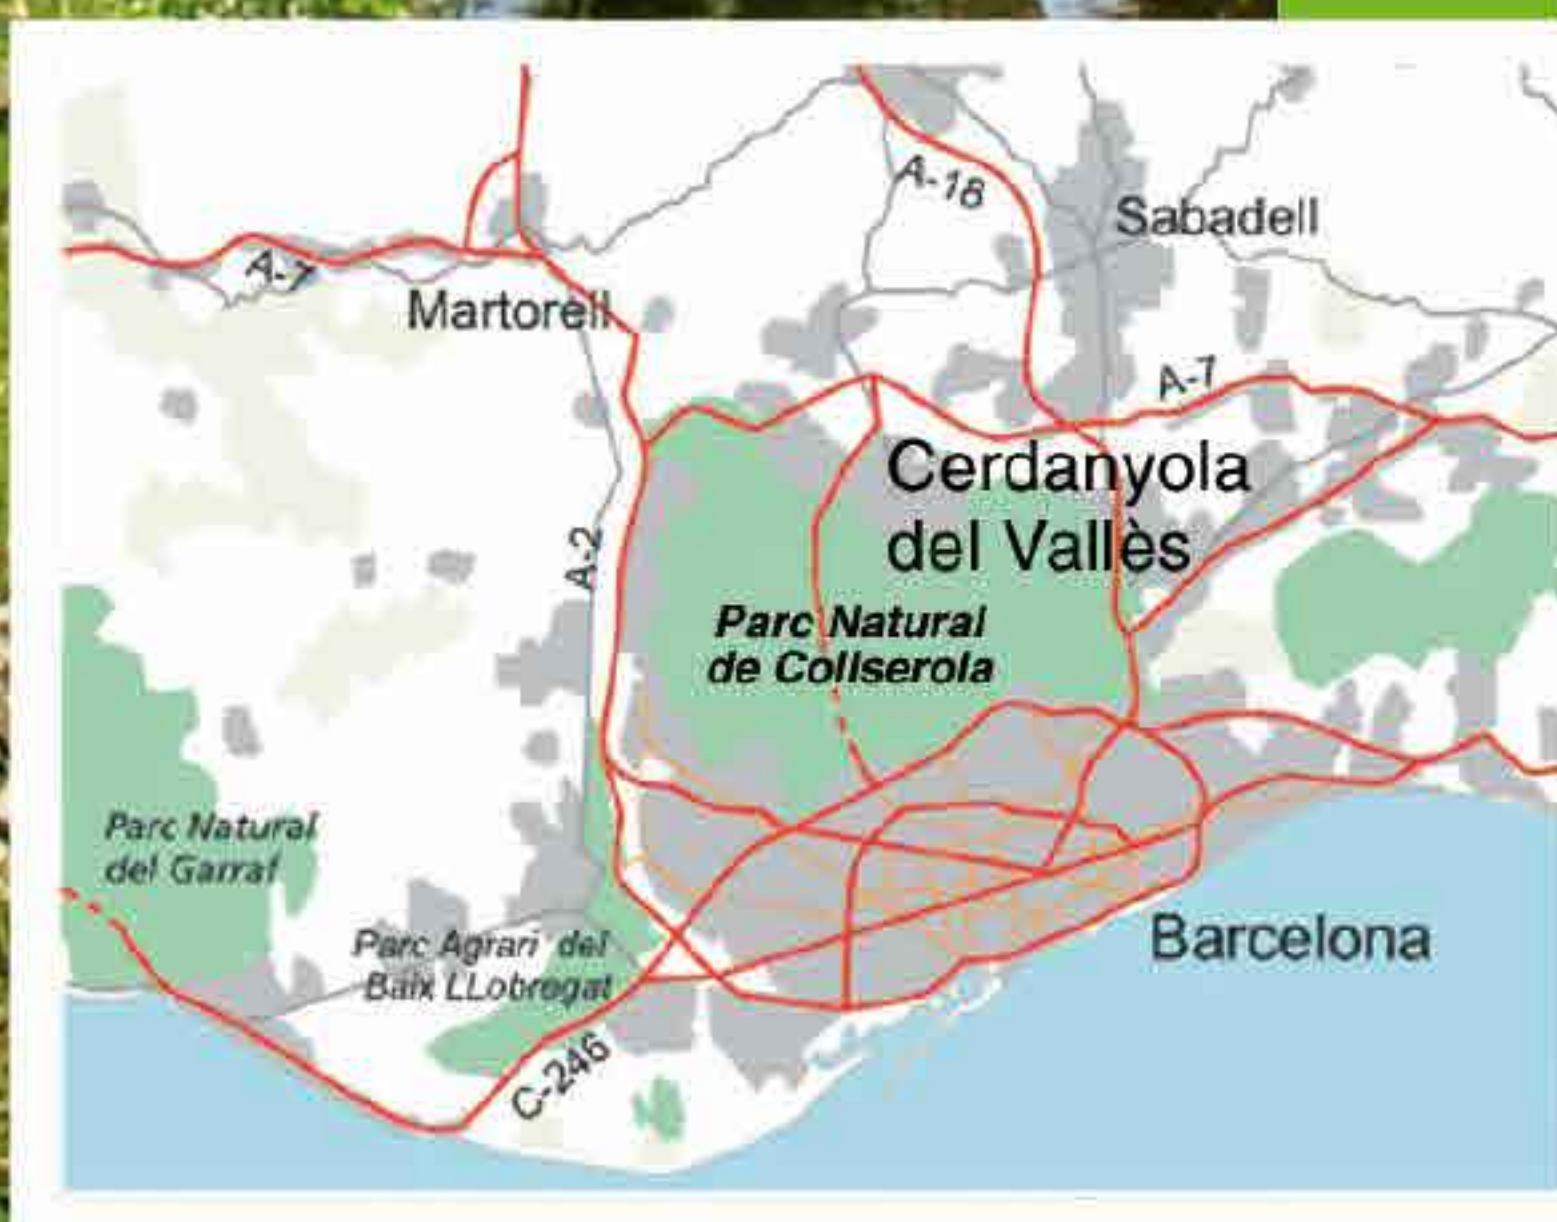 A-18
Sabadell
A-7
Martorell
A-7
Cerdanyola
del Vallès
A-2
Parc Natural
de Collserola
Parc Natural
del Garraf
Parc Agrari del
Baix LLobregat
Barcelona
C-246